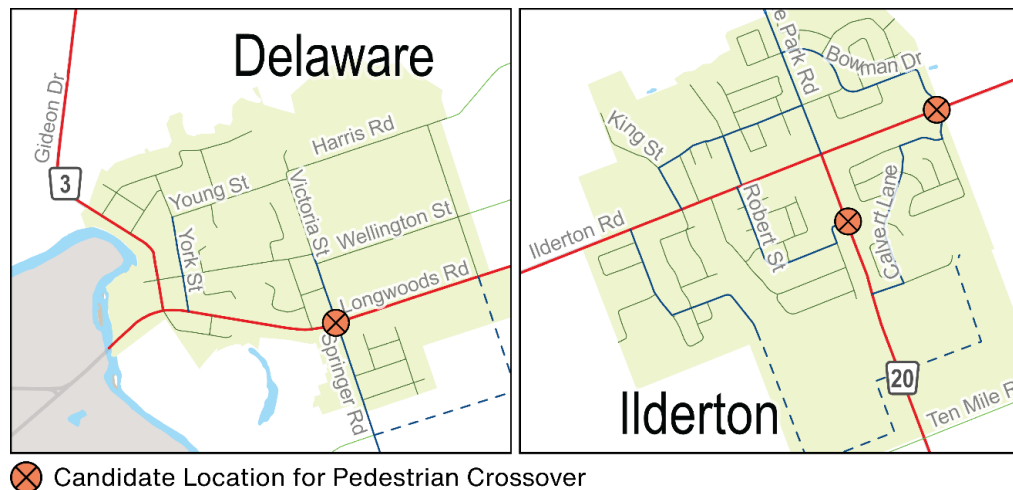 Delaware
Gideon Dr
3
Harris Rd
Young St
Victoria St
York St
Wellington St
Longwoods Rd
Springer Rd
e Park Rd
Bowman Dr
King St
Ilderton Rd
Robert St
Calvert Lane
20
Ilderton
Ten Mile R
Candidate Location for Pedestrian Crossover